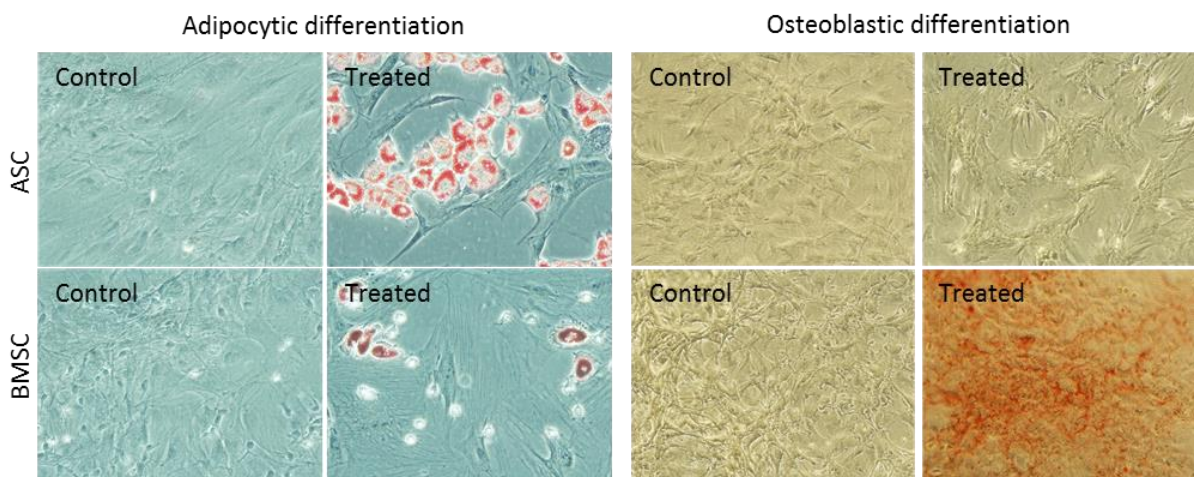 Adipocytic differentiation
Osteoblastic differentiation
ASC
Control
Treated
Control
Treated
BMSC
Control
Treated
Control
Treated